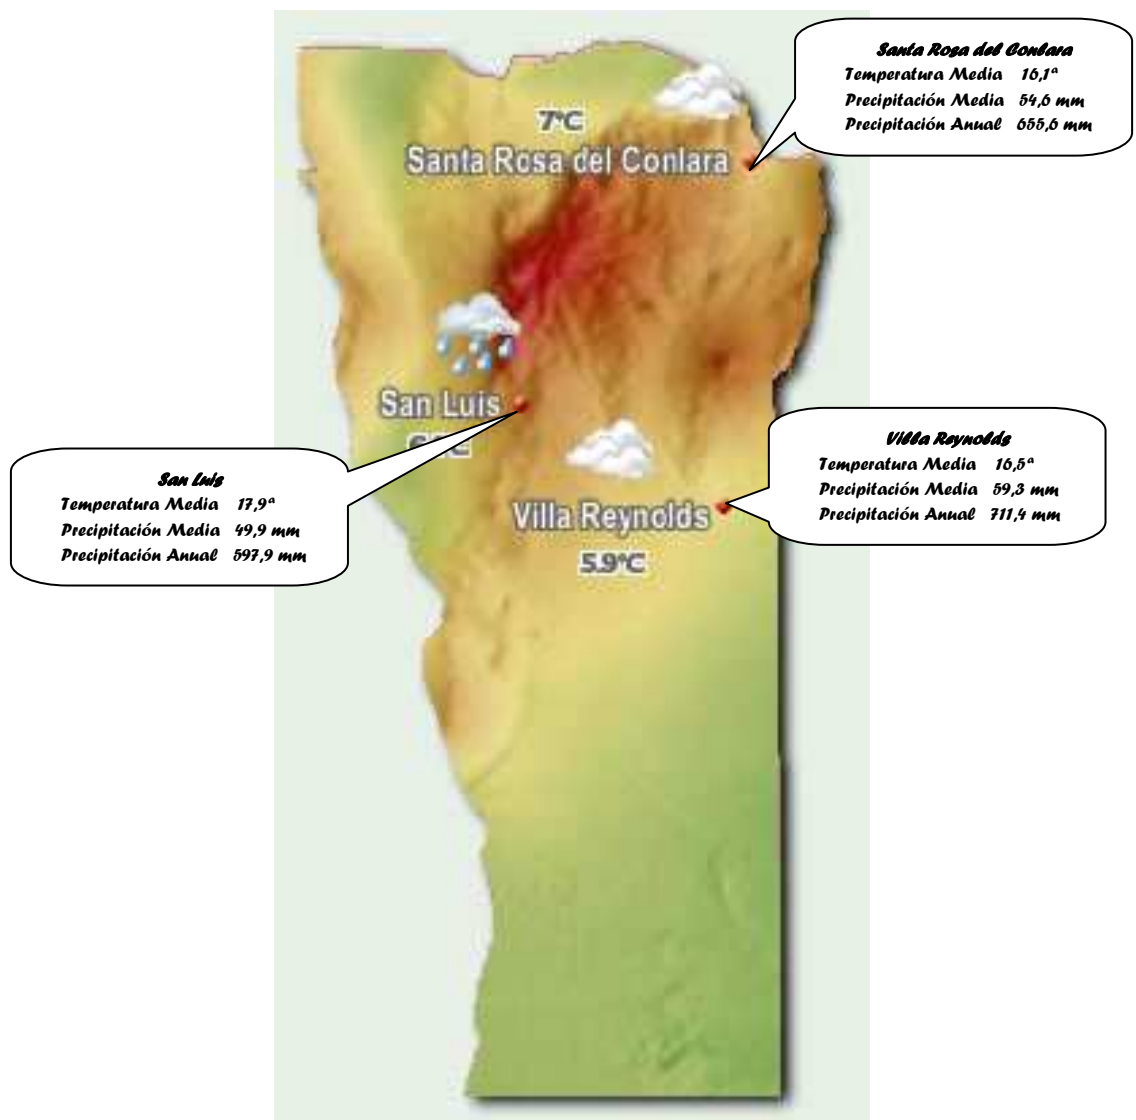 Santa Rosa del Conlara
Temperatura Media 16,1ª
Precipitación Media 54,6 mm
Precipitación Anual 655,6 mm
7°C
Santa Rosa del Conlara
San Luis
Villa Reynolds
Temperatura Media 16,5ª
Precipitación Media 59,3 mm
Precipitación Anual 711,4 mm
San Luis
Temperatura Media 17,9ª
Precipitación Media 49,9 mm
Precipitación Anual 597,9 mm
Villa Reynolds
5.9°C